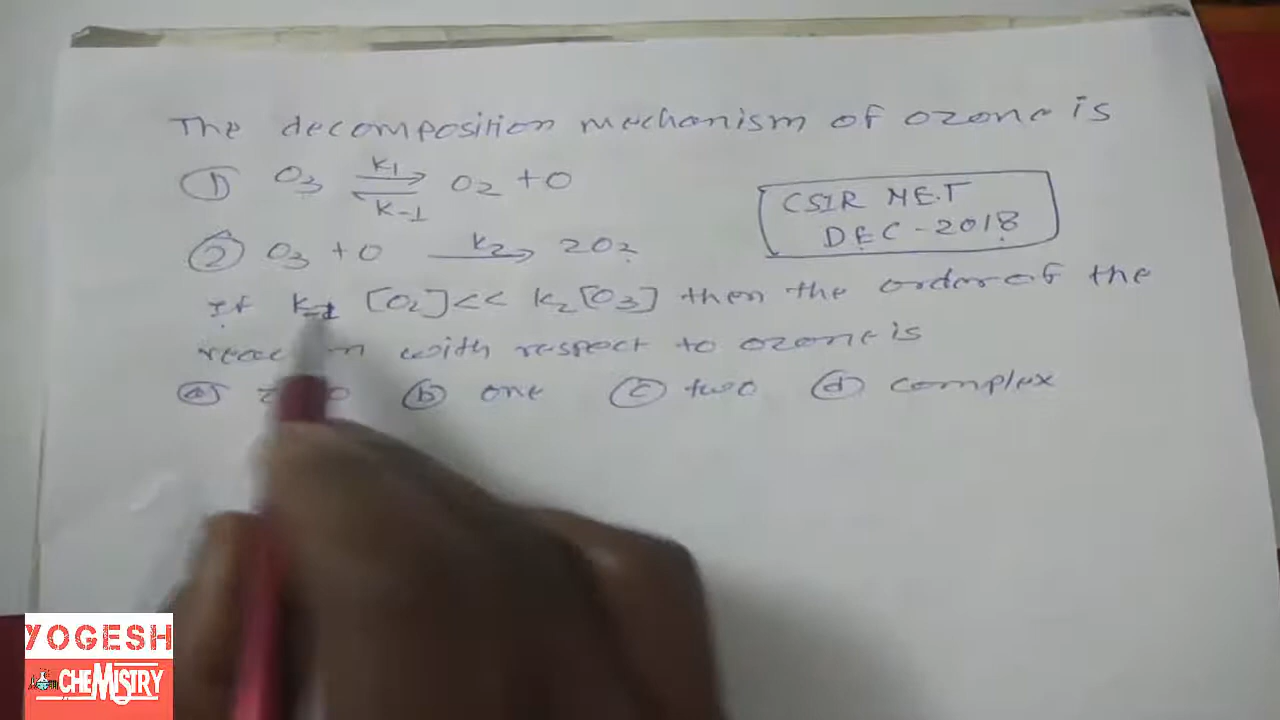 The decomposition mechanism of ozone is
① O3 ⇌ O2 + O
k1
k-1
CSIR NET
DEC - 2018
② O3 + O → 2O2
k2
If k-1 [O2] << k2 [O3] then the order of the
with respect to ozone is
ⓐ ⓑ one ⓒ two ⓓ complex
YOGESH
CHEMISTRY